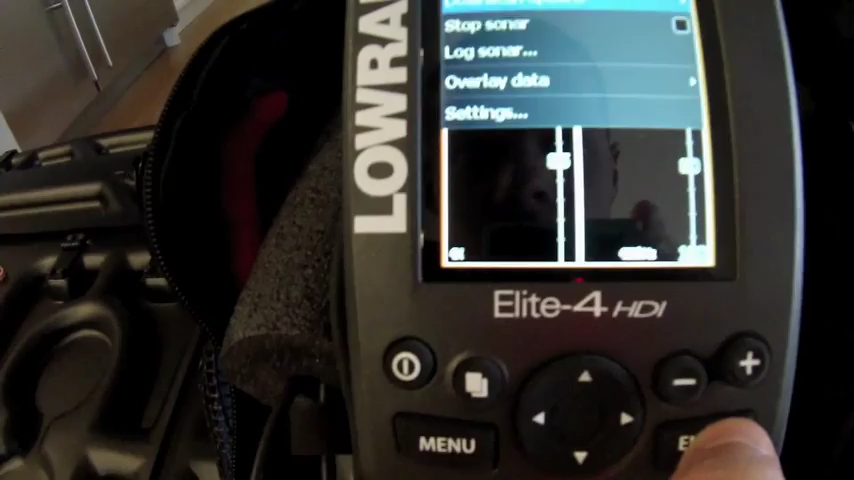 Stop sonar
Log sonar...
Overlay data
Settings...
LOWRA
Elite-4 HDI
MENU